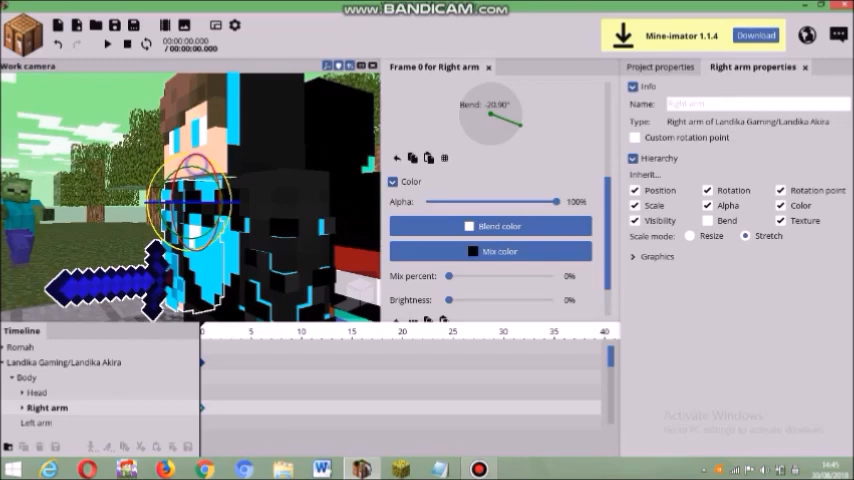 www.BANDICAM.com
00:00:00.000
/ 00:00:00.000
Mine-imator 1.1.4
Download
Work camera
Frame 0 for Right arm
Project properties
Right arm properties
Bend: -20.90°
Info
Name: Right arm
Type: Right arm of Landika Gaming/Landika Akira
Custom rotation point
Hierarchy
Inherit...
Position
Rotation
Rotation point
Scale
Alpha
Color
Visibility
Bend
Texture
Scale mode:
Resize
Stretch
Graphics
Color
Alpha:
100%
Blend color
Mix color
Mix percent:
0%
Brightness:
0%
Timeline
0 5 10 15 20 25 30 35 40
Romah
Landika Gaming/Landika Akira
Body
Head
Right arm
Left arm
Activate Windows
Go to PC settings to activate Windows.
14:45